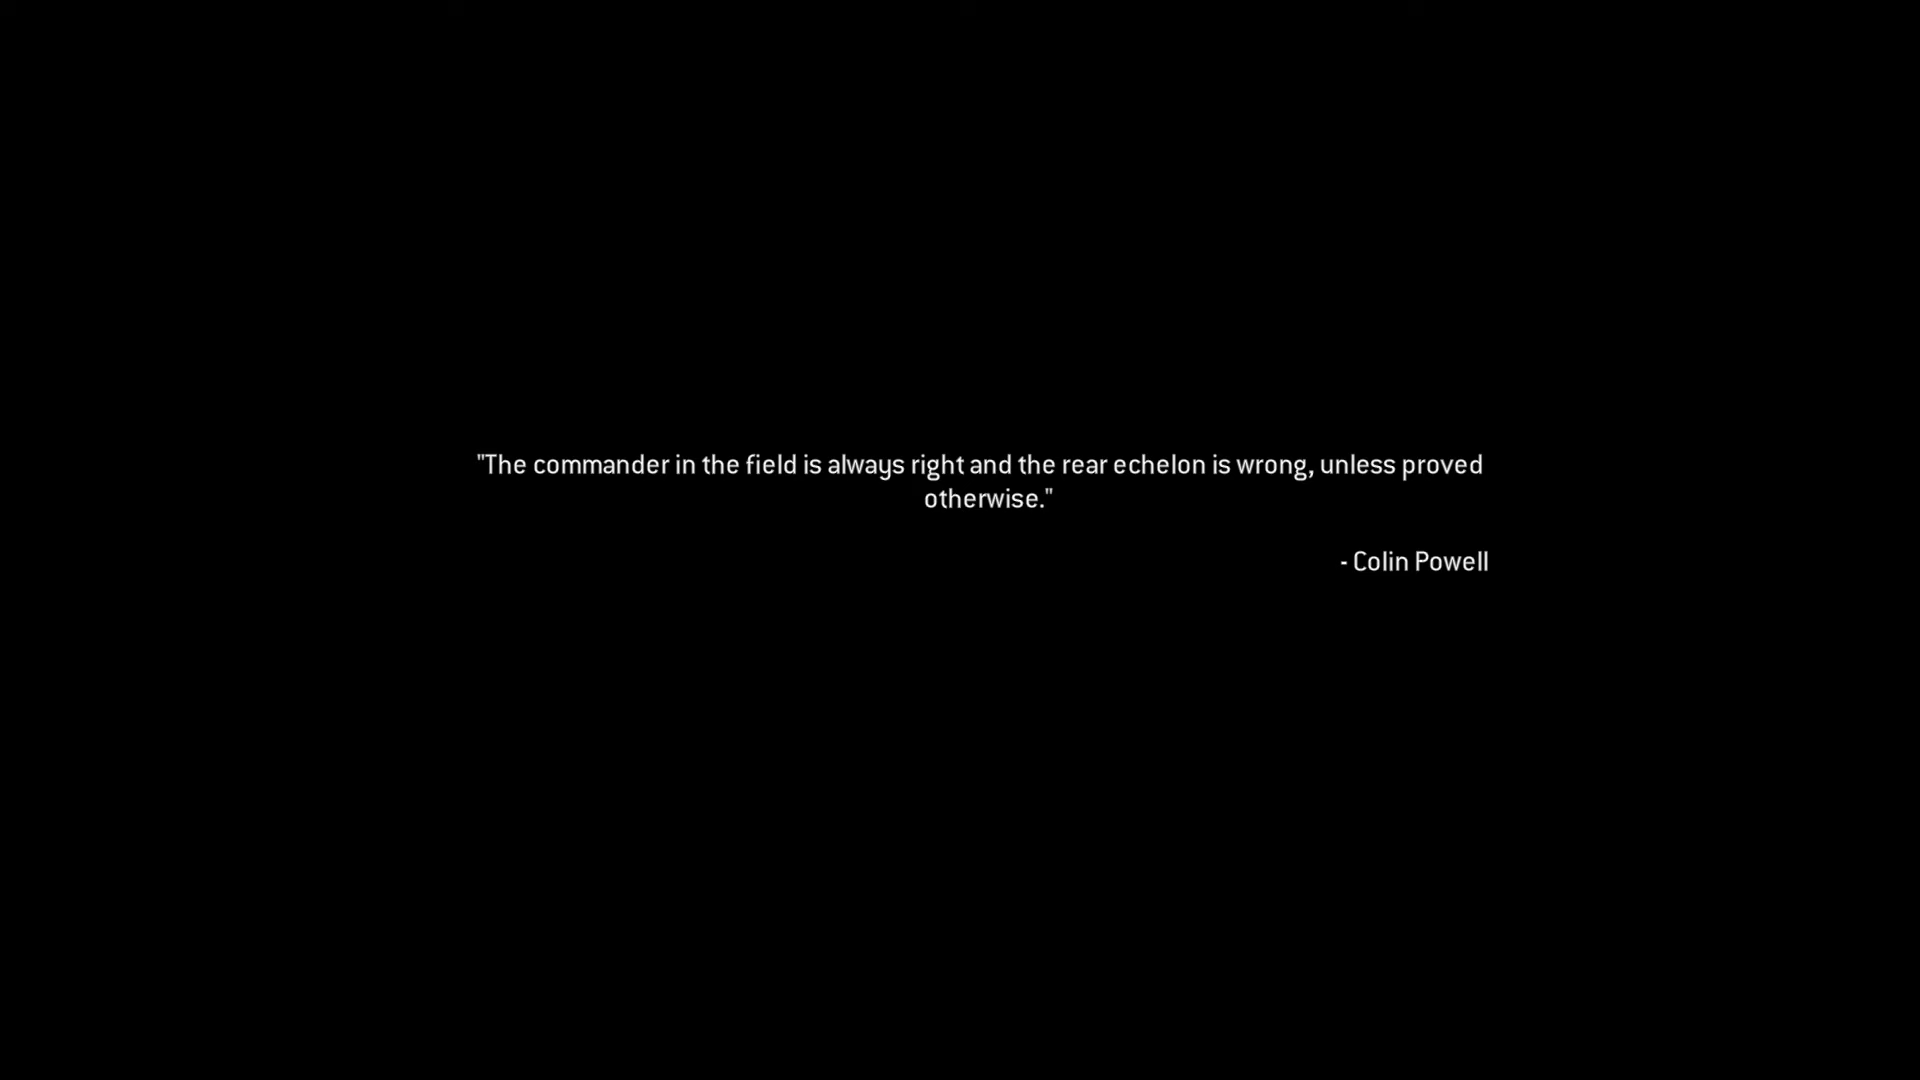 "The commander in the field is always right and the rear echelon is wrong, unless proved
otherwise."
- Colin Powell